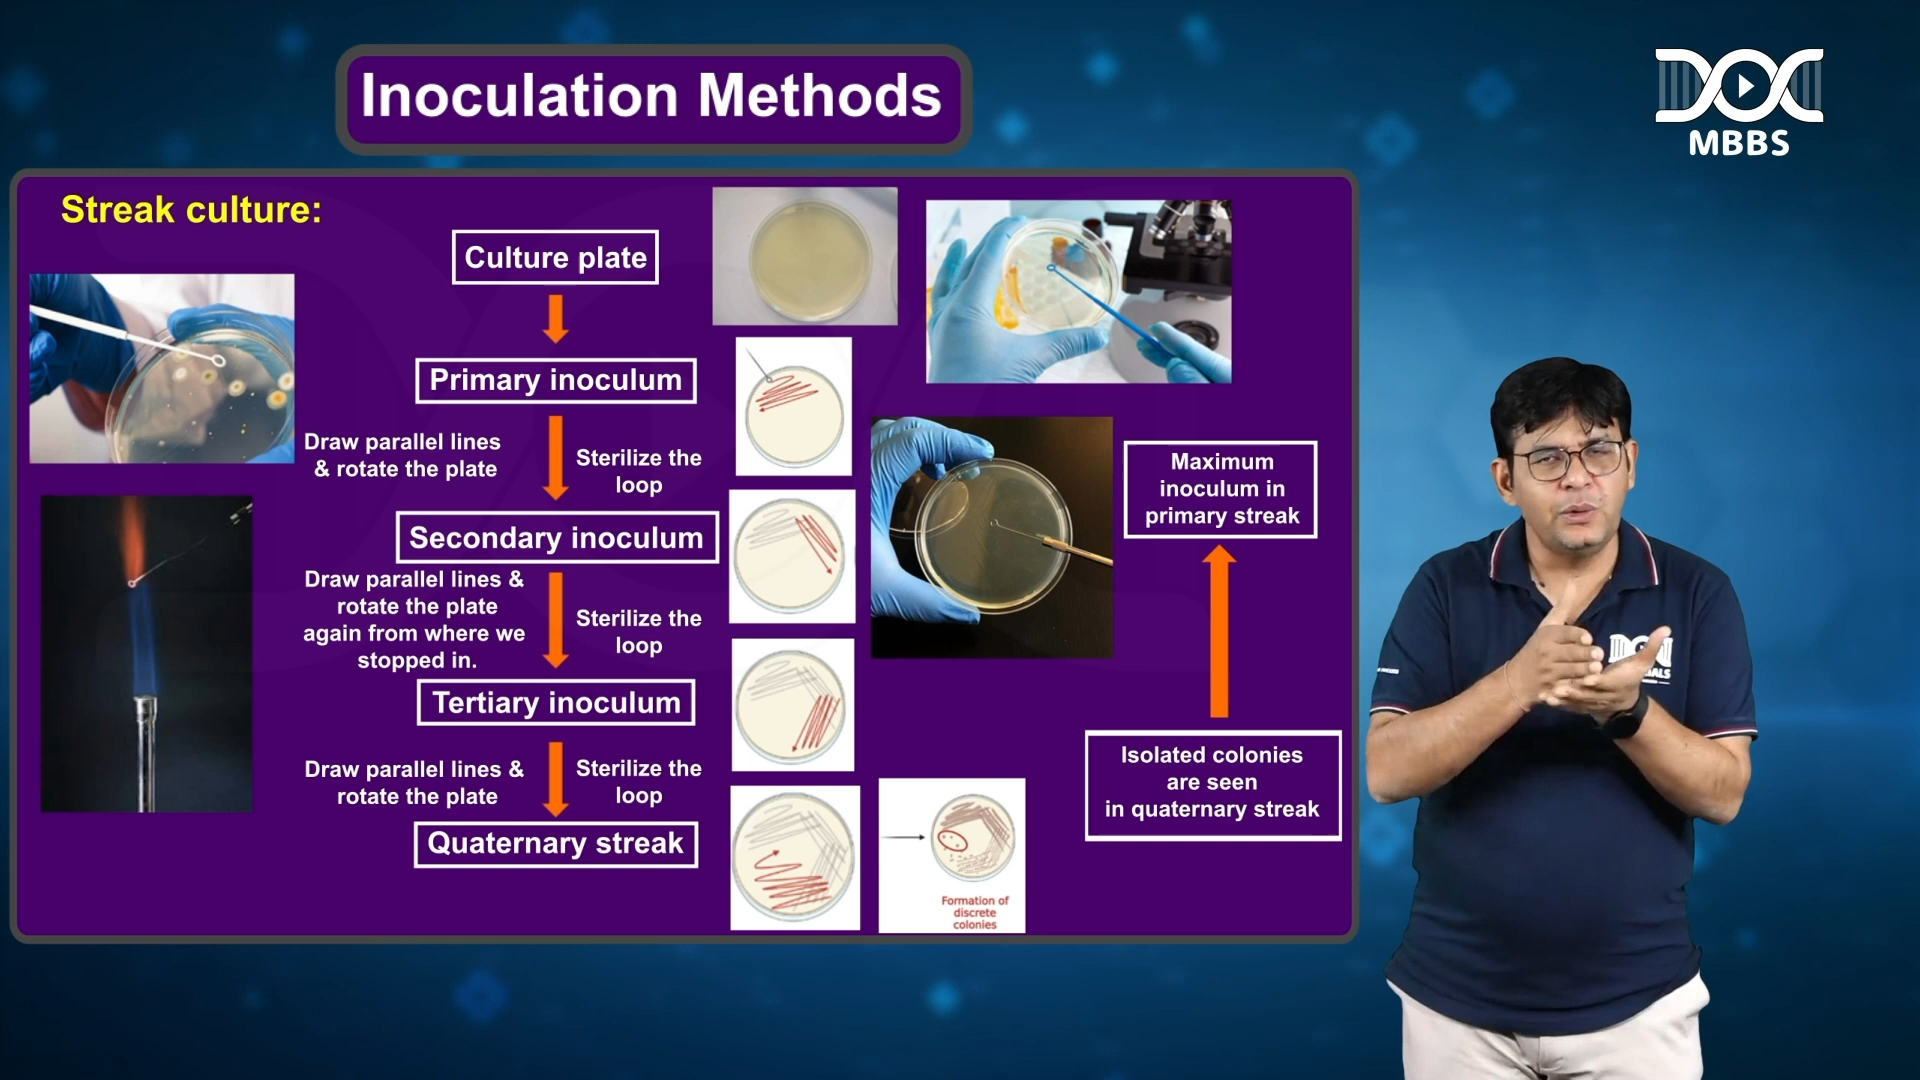 Inoculation Methods
DOC
MBBS
Streak culture:
Culture plate
Primary inoculum
Draw parallel lines
& rotate the plate
Sterilize the
loop
Secondary inoculum
Draw parallel lines &
rotate the plate
again from where we
stopped in.
Sterilize the
loop
Tertiary inoculum
Draw parallel lines &
rotate the plate
Sterilize the
loop
Quaternary streak
Formation of
discrete
colonies
Maximum
inoculum in
primary streak
Isolated colonies
are seen
in quaternary streak